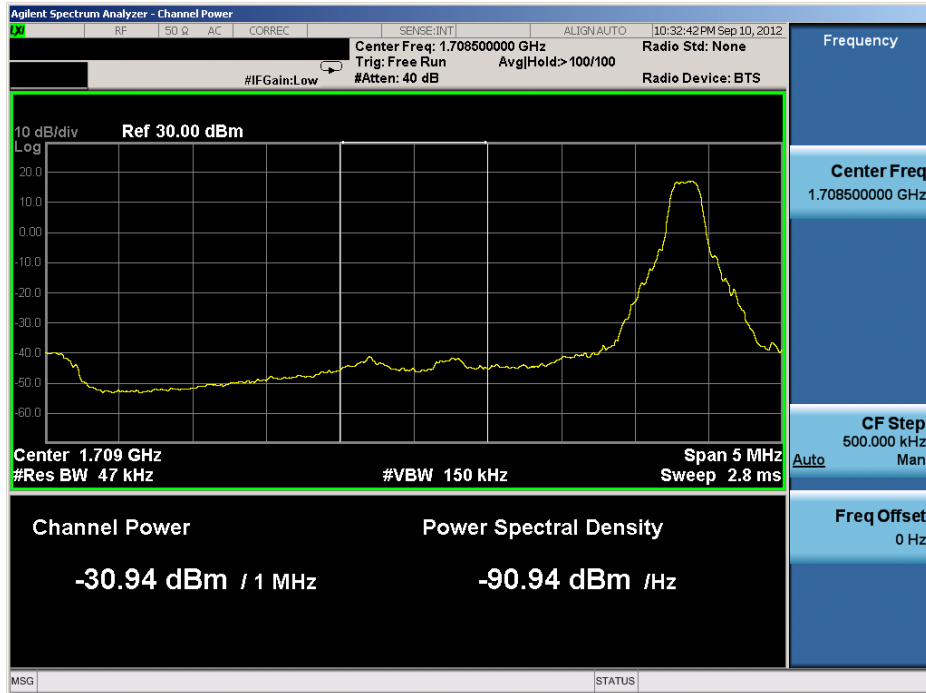 Agilent Spectrum Analyzer - Channel Power
LXI RF 50 Ω AC CORREC SENSE:INT ALIGN AUTO 10:32:42 PM Sep 10, 2012
Center Freq: 1.708500000 GHz Radio Std: None
Trig: Free Run Avg|Hold:>100/100
#IFGain:Low #Atten: 40 dB Radio Device: BTS
10 dB/div Ref 30.00 dBm
Log
20.0
10.0
0.00
-10.0
-20.0
-30.0
-40.0
-50.0
-60.0
Center 1.709 GHz Span 5 MHz
#Res BW 47 kHz #VBW 150 kHz Sweep 2.8 ms
Channel Power Power Spectral Density
-30.94 dBm / 1 MHz -90.94 dBm /Hz
MSG STATUS
Frequency
Center Freq
1.708500000 GHz
CF Step
500.000 kHz
Auto Man
Freq Offset
0 Hz